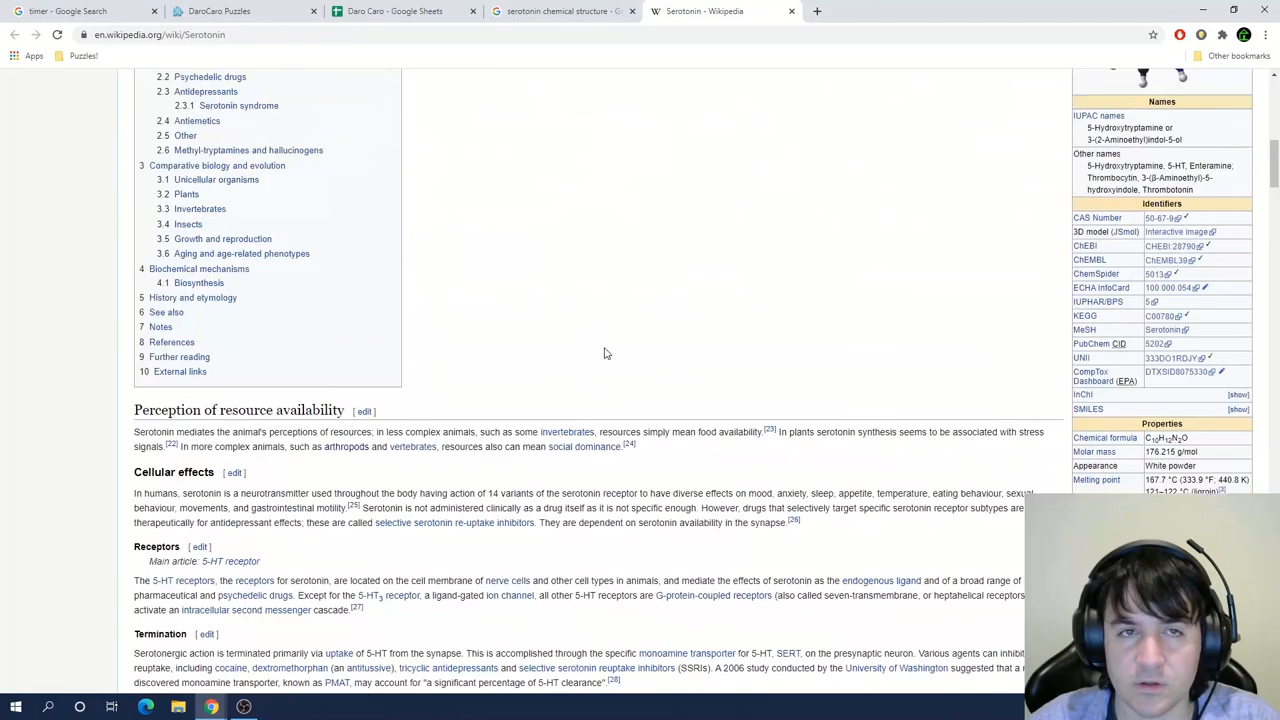 timer - Google Search
DaroCaro Puzzles
Daro Caro - Google Sheets
serotonin chemical structure - G
Serotonin - Wikipedia
en.wikipedia.org/wiki/Serotonin
Apps
Puzzles!
Other bookmarks
2.2 Psychedelic drugs
2.3 Antidepressants
2.3.1 Serotonin syndrome
2.4 Antiemetics
2.5 Other
2.6 Methyl-tryptamines and hallucinogens
3 Comparative biology and evolution
3.1 Unicellular organisms
3.2 Plants
3.3 Invertebrates
3.4 Insects
3.5 Growth and reproduction
3.6 Aging and age-related phenotypes
4 Biochemical mechanisms
4.1 Biosynthesis
5 History and etymology
6 See also
7 Notes
8 References
9 Further reading
10 External links
Perception of resource availability [ edit ]
Serotonin mediates the animal's perceptions of resources; in less complex animals, such as some invertebrates, resources simply mean food availability.[23] In plants serotonin synthesis seems to be associated with stress
signals.[22] In more complex animals, such as arthropods and vertebrates, resources also can mean social dominance.[24]
Cellular effects [ edit ]
In humans, serotonin is a neurotransmitter used throughout the body having action of 14 variants of the serotonin receptor to have diverse effects on mood, anxiety, sleep, appetite, temperature, eating behaviour, sexu
behaviour, movements, and gastrointestinal motility.[25] Serotonin is not administered clinically as a drug itself as it is not specific enough. However, drugs that selectively target specific serotonin receptor subtypes are
therapeutically for antidepressant effects; these are called selective serotonin re-uptake inhibitors. They are dependent on serotonin availability in the synapse.[26]
Receptors [ edit ]
Main article: 5-HT receptor
The 5-HT receptors, the receptors for serotonin, are located on the cell membrane of nerve cells and other cell types in animals, and mediate the effects of serotonin as the endogenous ligand and of a broad range of
pharmaceutical and psychedelic drugs. Except for the 5-HT3 receptor, a ligand-gated ion channel, all other 5-HT receptors are G-protein-coupled receptors (also called seven-transmembrane, or heptahelical receptors
activate an intracellular second messenger cascade.[27]
Termination [ edit ]
Serotonergic action is terminated primarily via uptake of 5-HT from the synapse. This is accomplished through the specific monoamine transporter for 5-HT, SERT, on the presynaptic neuron. Various agents can inhibi
reuptake, including cocaine, dextromethorphan (an antitussive), tricyclic antidepressants and selective serotonin reuptake inhibitors (SSRIs). A 2006 study conducted by the University of Washington suggested that a
discovered monoamine transporter, known as PMAT, may account for "a significant percentage of 5-HT clearance".[28]
Names
IUPAC names
5-Hydroxytryptamine or
3-(2-Aminoethyl)indol-5-ol
Other names
5-Hydroxytryptamine, 5-HT, Enteramine;
Thrombocytin, 3-(β-Aminoethyl)-5-
hydroxyindole, Thrombotonin
Identifiers
CAS Number 50-67-9
3D model (JSmol) Interactive image
ChEBI CHEBI:28790
ChEMBL ChEMBL39
ChemSpider 5013
ECHA InfoCard 100.000.054
IUPHAR/BPS 5
KEGG C00780
MeSH Serotonin
PubChem CID 5202
UNII 333DO1RDJY
CompTox
Dashboard (EPA) DTXSID8075330
InChI [show]
SMILES [show]
Properties
Chemical formula C10H12N2O
Molar mass 176.215 g/mol
Appearance White powder
Melting point 167.7 °C (333.9 °F; 440.8 K)
121–122 °C (ligroin)[3]